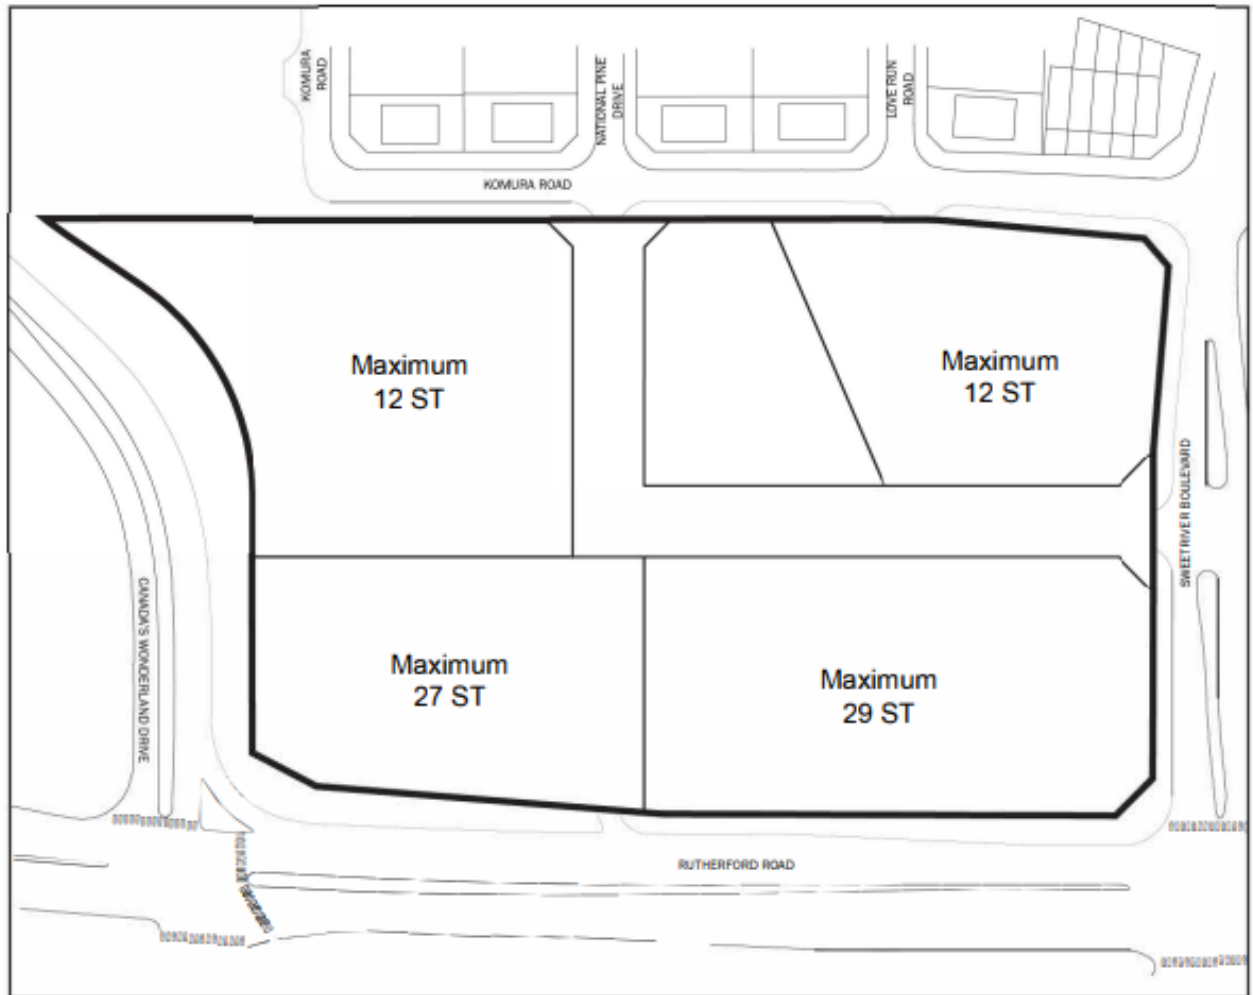 KOMURA
ROAD
NATIONAL PINE
DRIVE
LOVE RUN
ROAD
KOMURA ROAD
Maximum
12 ST
Maximum
12 ST
SWEETRIVER BOULEVARD
CANADA'S WONDERLAND DRIVE
Maximum
27 ST
Maximum
29 ST
RUTHERFORD ROAD